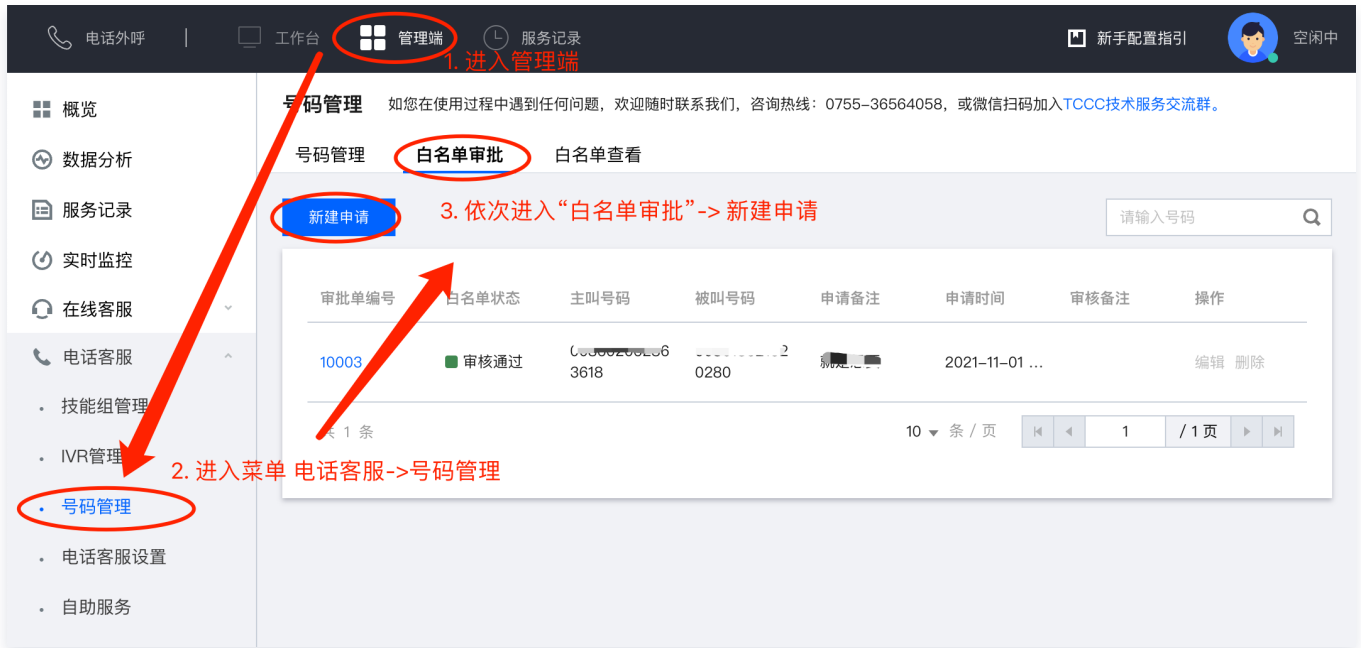 电话外呼 | 工作台 管理端 服务记录 新手配置指引 空闲中
1. 进入管理端
概览
数据分析
服务记录
实时监控
在线客服
电话客服
技能组管理
IVR管理
号码管理
电话客服设置
自助服务
号码管理 如您在使用过程中遇到任何问题，欢迎随时联系我们，咨询热线：0755-36564058，或微信扫码加入TCCC技术服务交流群。
号码管理 白名单审批 白名单查看
新建申请 3. 依次进入“白名单审批”-> 新建申请 请输入号码
审批单编号 白名单状态 主叫号码 被叫号码 申请备注 申请时间 审核备注 操作
10003 审核通过 2021-11-01 ... 编辑 删除
3618 0280
共 1 条 10 条 / 页 1 / 1 页
2. 进入菜单 电话客服->号码管理